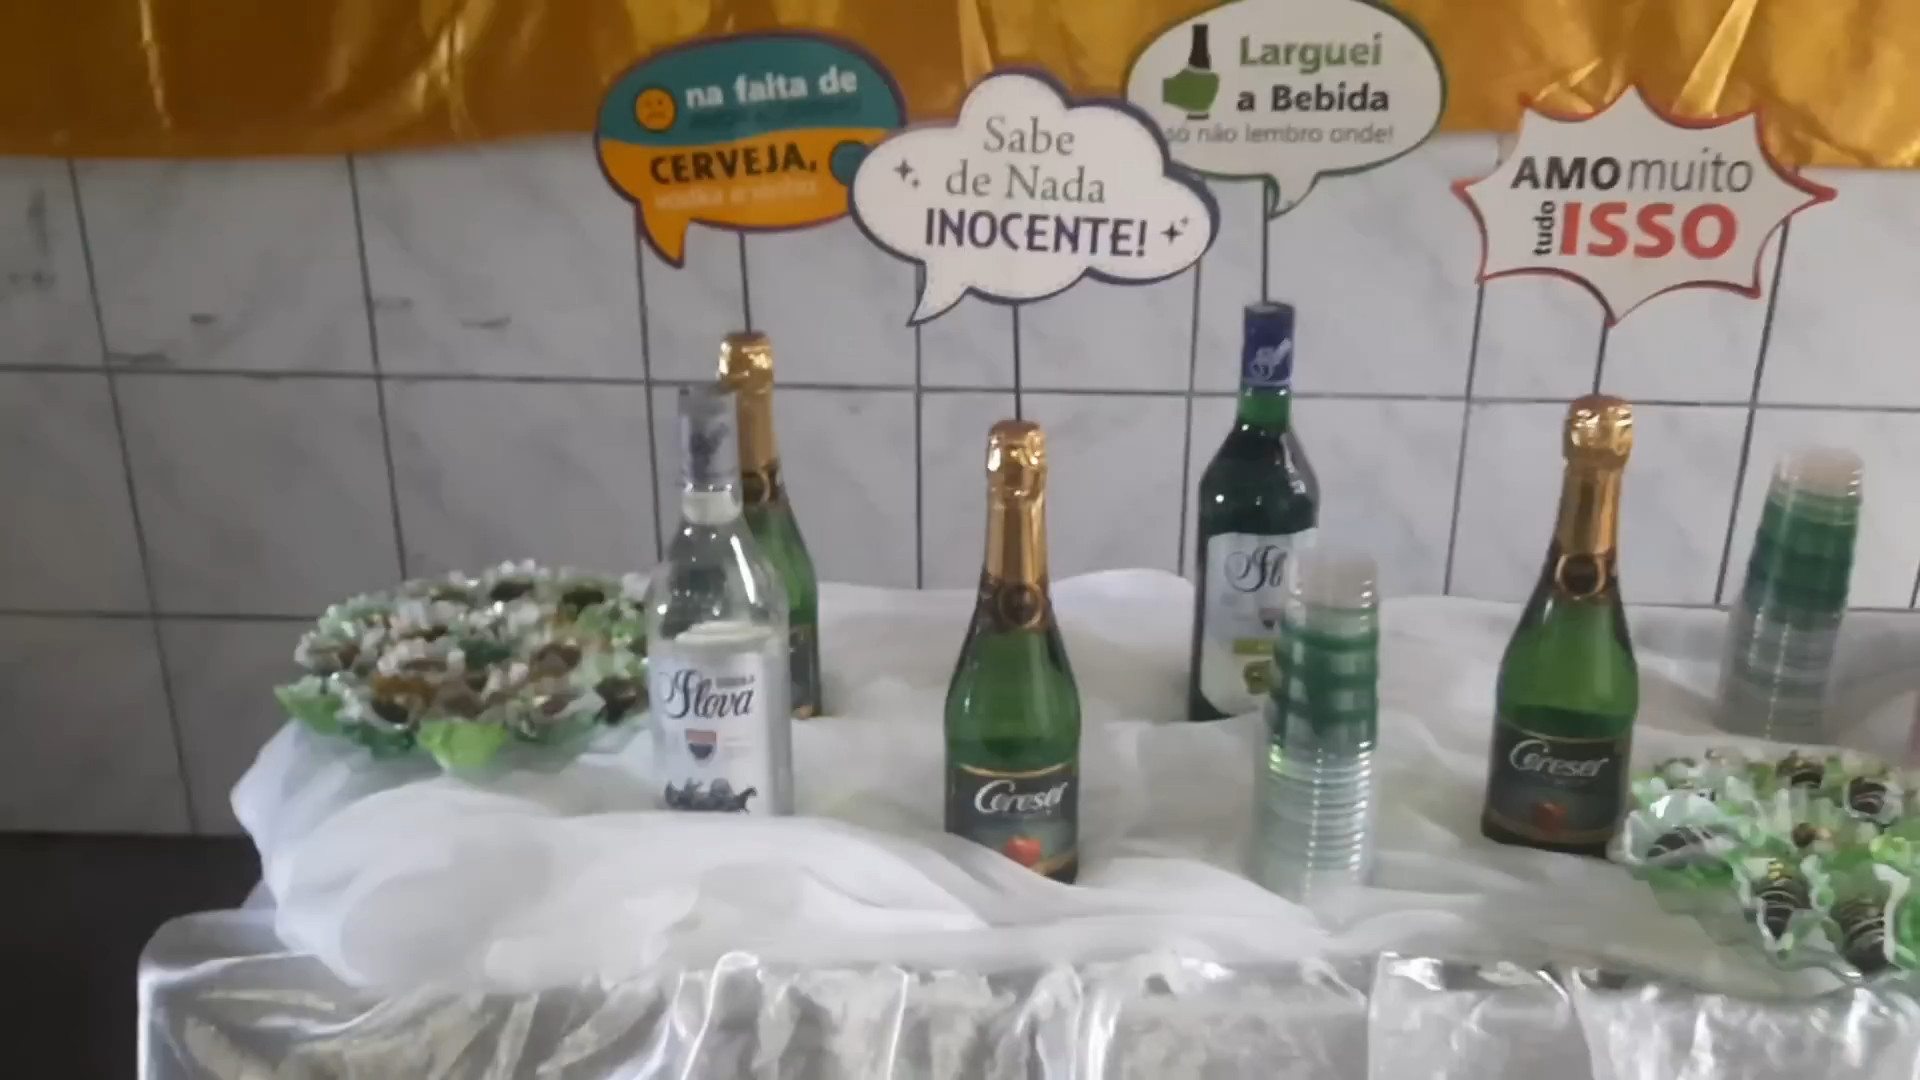 na falta de
CERVEJA,
Sabe
de Nada
INOCENTE!
Larguei
a Bebida
só não lembro onde!
AMO muito
tudo
ISSO
Slova
Cereser
Cereser